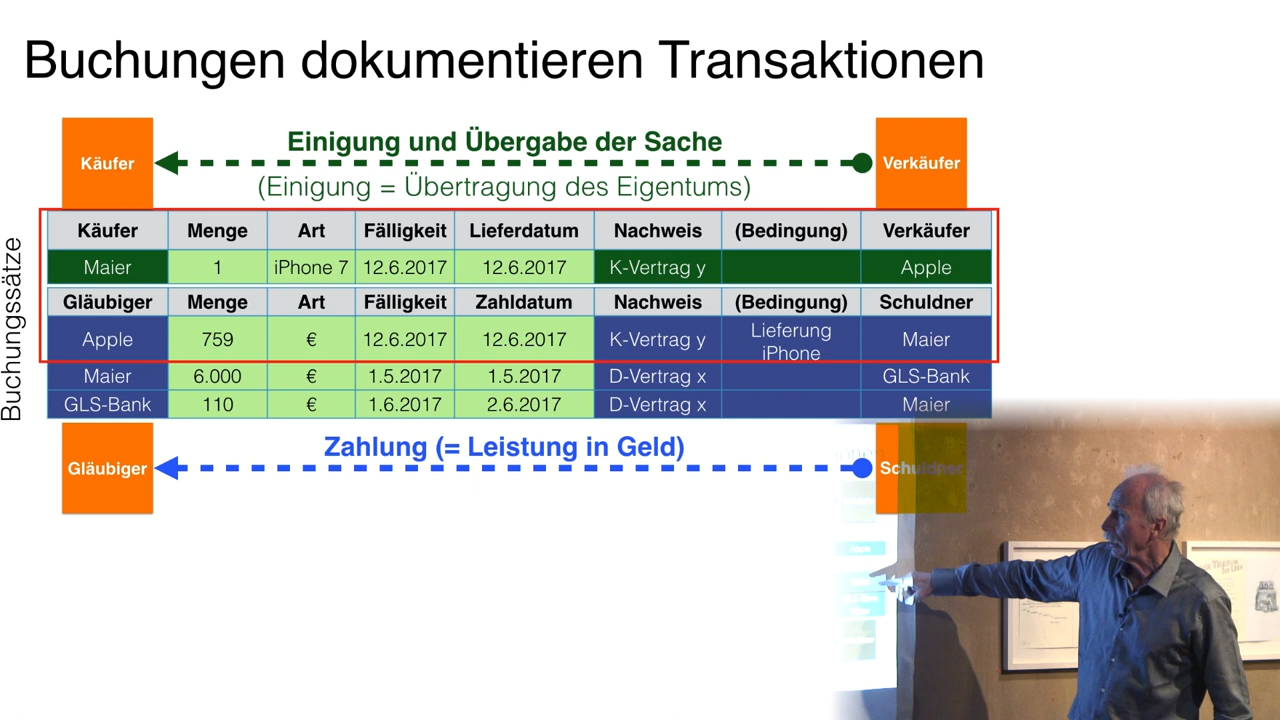 Buchungen dokumentieren Transaktionen
Einigung und Übergabe der Sache
Käufer
Verkäufer
(Einigung = Übertragung des Eigentums)
Buchungssätze
Käufer Menge Art Fälligkeit Lieferdatum Nachweis (Bedingung) Verkäufer
Maier 1 iPhone 7 12.6.2017 12.6.2017 K-Vertrag y Apple
Gläubiger Menge Art Fälligkeit Zahldatum Nachweis (Bedingung) Schuldner
Apple 759 € 12.6.2017 12.6.2017 K-Vertrag y Lieferung iPhone Maier
Maier 6.000 € 1.5.2017 1.5.2017 D-Vertrag x GLS-Bank
GLS-Bank 110 € 1.6.2017 2.6.2017 D-Vertrag x Maier
Zahlung (= Leistung in Geld)
Gläubiger
Schuldner